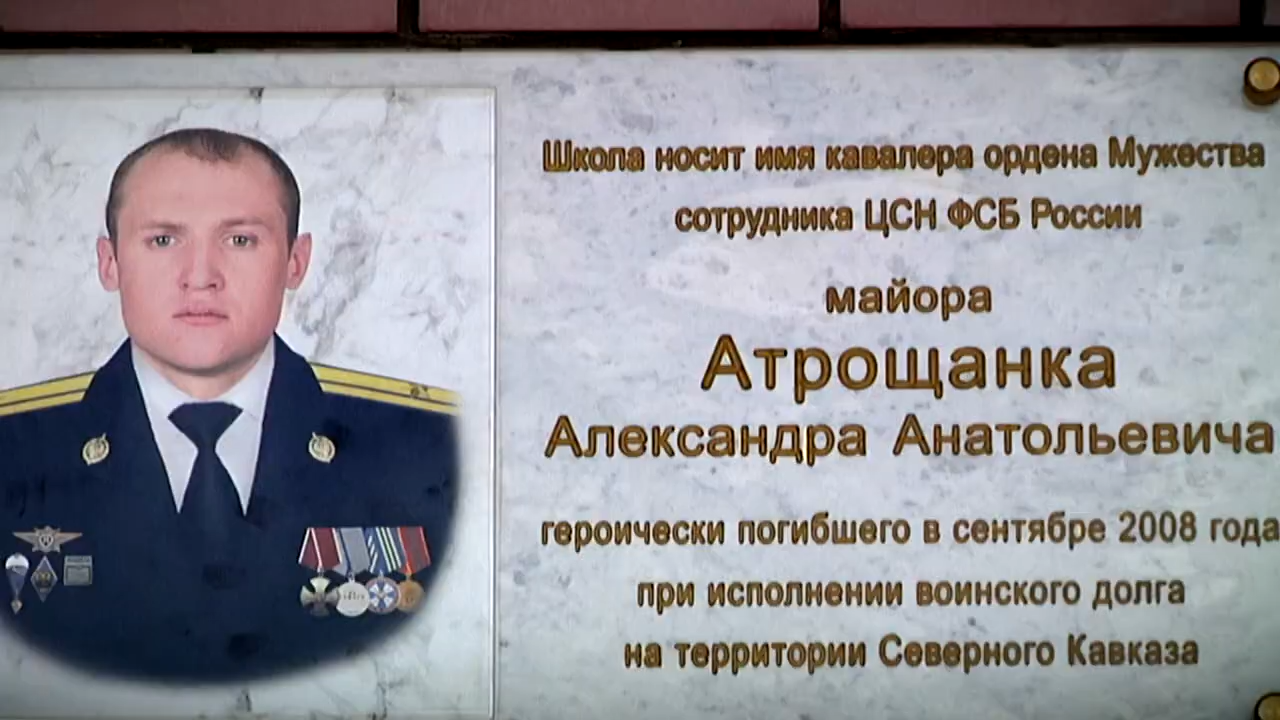 Школа носит имя кавалера ордена Мужества
сотрудника ЦСН ФСБ России
майора
Атрощанка
Александра Анатольевича
героически погибшего в сентябре 2008 года
при исполнении воинского долга
на территории Северного Кавказа